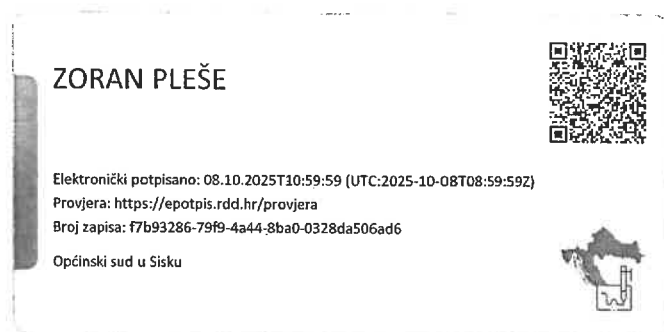 ZORAN PLEŠE
Elektronički potpisano: 08.10.2025T10:59:59 (UTC:2025-10-08T08:59:59Z)
Provjera: https://epotpis.rdd.hr/provjera
Broj zapisa: f7b93286-79f9-4a44-8ba0-0328da506ad6
Općinski sud u Sisku